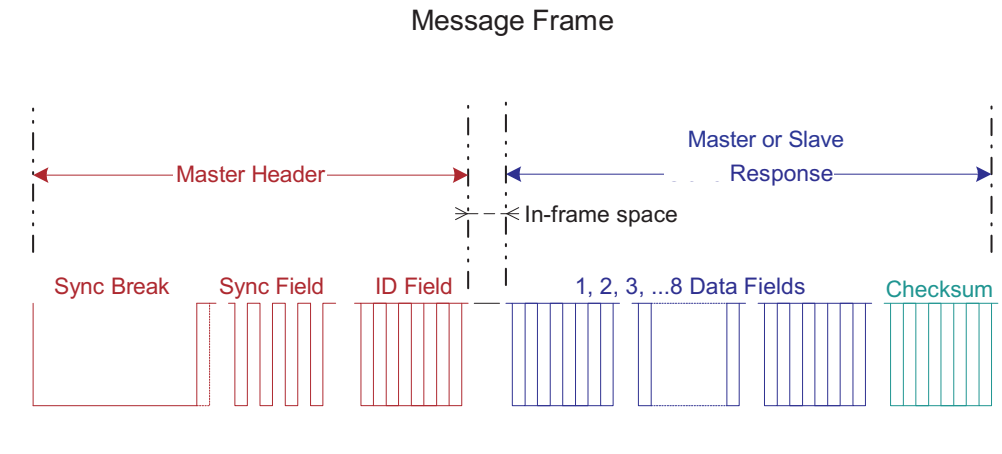 Message Frame
Master or Slave
Master Header
Response
In-frame space
Sync Break
Sync Field
ID Field
1, 2, 3, ...8 Data Fields
Checksum